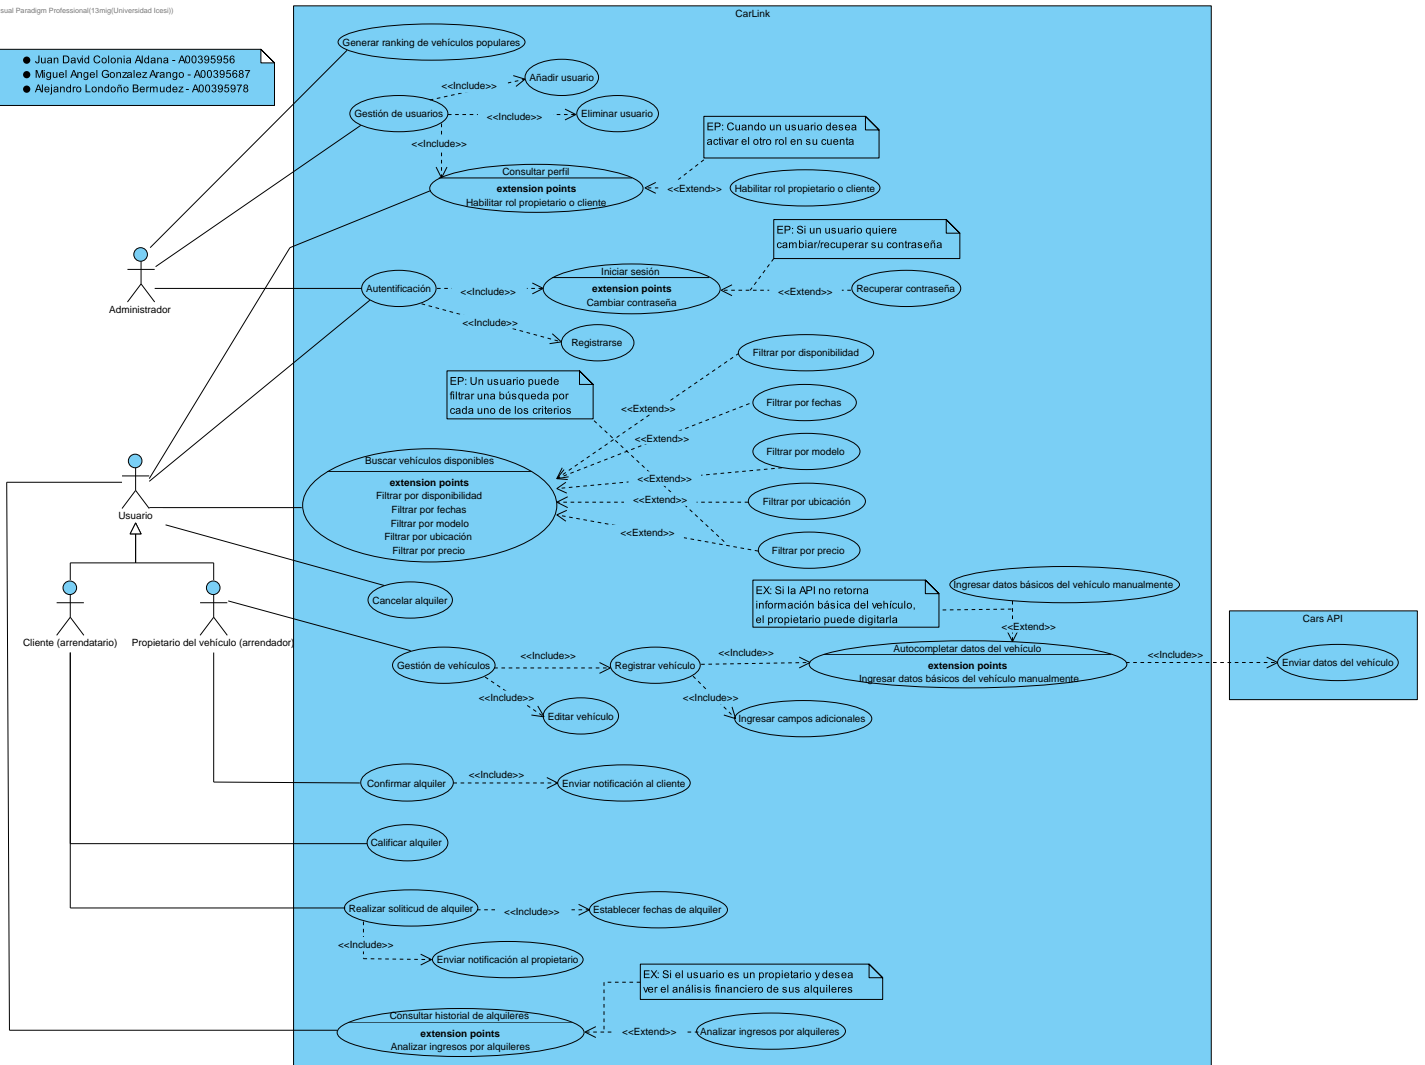 sual Paradigm Professional(13mig(Universidad Icesi))
CarLink
Juan David Colonia Aldana - A00395956
Miguel Angel Gonzalez Arango - A00395687
Alejandro Londoño Bermudez - A00395978
Generar ranking de vehículos populares
Gestión de usuarios
<<Include>>
Añadir usuario
<<Include>>
Eliminar usuario
<<Include>>
EP: Cuando un usuario desea
activar el otro rol en su cuenta
Consultar perfil
extension points
Habilitar rol propietario o cliente
<<Extend>>
Habilitar rol propietario o cliente
EP: Si un usuario quiere
cambiar/recuperar su contraseña
Administrador
Autentificación
<<Include>>
Iniciar sesión
extension points
Cambiar contraseña
<<Extend>>
Recuperar contraseña
<<Include>>
Registrarse
EP: Un usuario puede
filtrar una búsqueda por
cada uno de los criterios
Filtrar por disponibilidad
<<Extend>>
Filtrar por fechas
<<Extend>>
Filtrar por modelo
<<Extend>>
Filtrar por ubicación
<<Extend>>
Filtrar por precio
<<Extend>>
Buscar vehículos disponibles
extension points
Filtrar por disponibilidad
Filtrar por fechas
Filtrar por modelo
Filtrar por ubicación
Filtrar por precio
Usuario
Cancelar alquiler
Cliente (arrendatario)
Propietario del vehículo (arrendador)
EX: Si la API no retorna
información básica del vehículo,
el propietario puede digitarla
Ingresar datos básicos del vehículo manualmente
<<Extend>>
Gestión de vehículos
<<Include>>
Registrar vehículo
<<Include>>
Autocompletar datos del vehículo
extension points
Ingresar datos básicos del vehículo manualmente
<<Include>>
Cars API
Enviar datos del vehículo
<<Include>>
Editar vehículo
<<Include>>
Ingresar campos adicionales
Confirmar alquiler
<<Include>>
Enviar notificación al cliente
Calificar alquiler
Realizar soliticud de alquiler
<<Include>>
Establecer fechas de alquiler
<<Include>>
Enviar notificación al propietario
EX: Si el usuario es un propietario y desea
ver el análisis financiero de sus alquileres
Consultar historial de alquileres
extension points
Analizar ingresos por alquileres
<<Extend>>
Analizar ingresos por alquileres